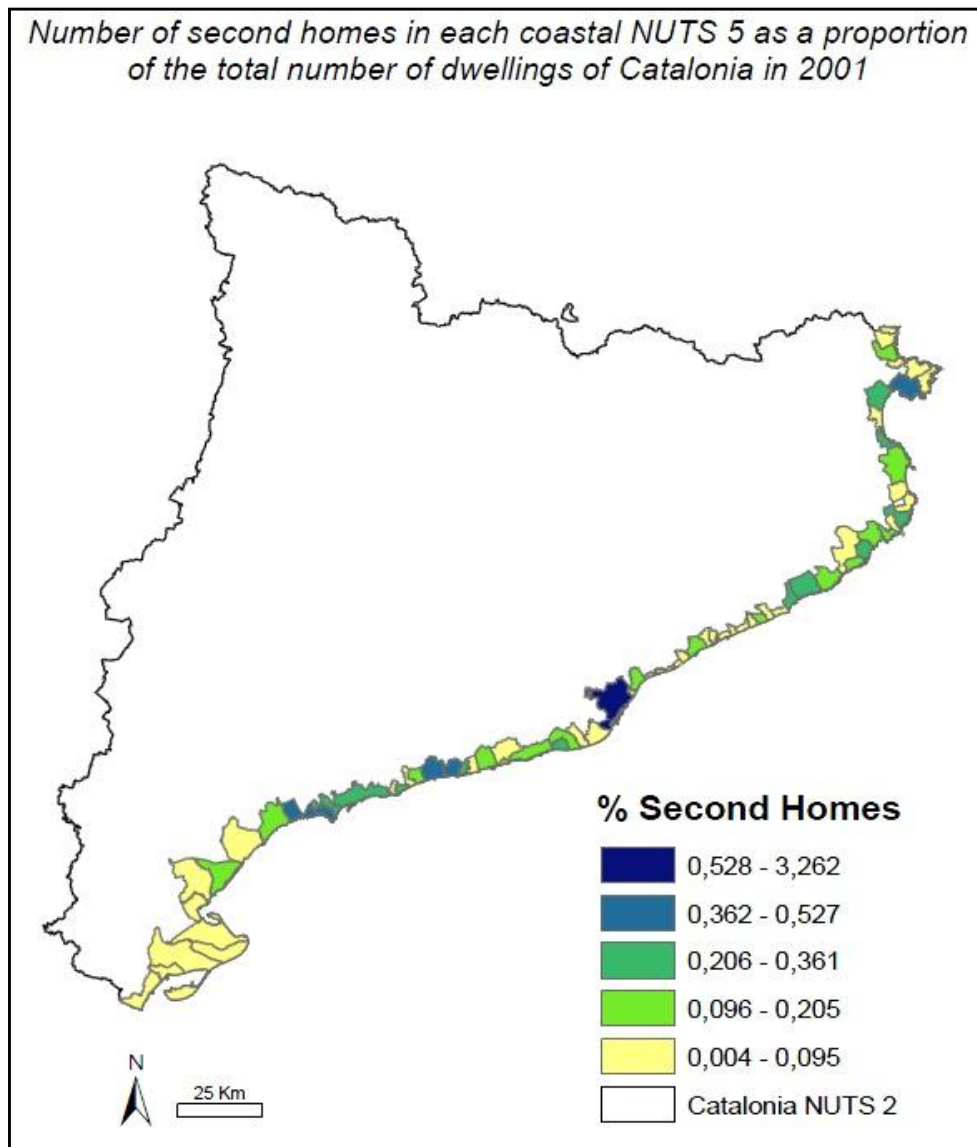 Number of second homes in each coastal NUTS 5 as a proportion
of the total number of dwellings of Catalonia in 2001
% Second Homes
0,528 - 3,262
0,362 - 0,527
0,206 - 0,361
0,096 - 0,205
0,004 - 0,095
Catalonia NUTS 2
N
25 Km